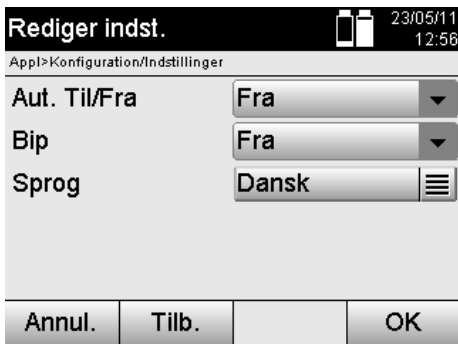 Rediger indst.
23/05/11
12:56
Appl>Konfiguration/Indstillinger
Aut. Til/Fra Fra
Bip Fra
Sprog Dansk
Annul. Tilb. OK